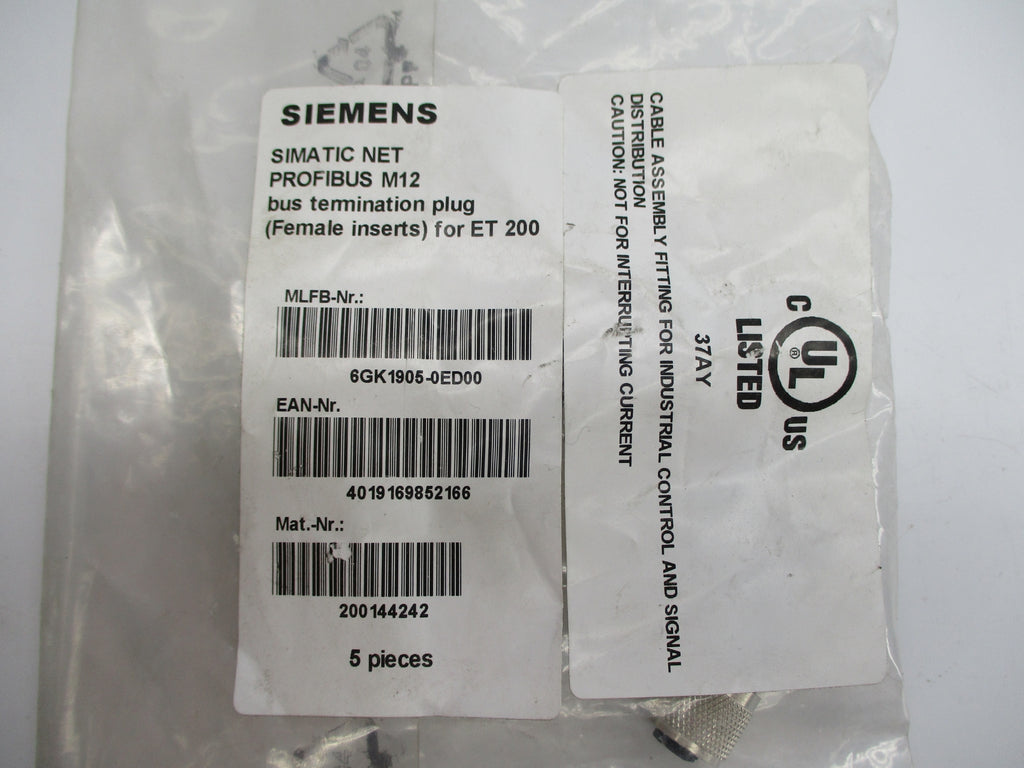 SIEMENS
SIMATIC NET
PROFIBUS M12
bus termination plug
(Female inserts) for ET 200
MLFB-Nr.:
6GK1905-0ED00
EAN-Nr.
4019169852166
Mat.-Nr.:
200144242
5 pieces
C UL US
®
LISTED
37AY
CABLE ASSEMBLY FITTING FOR INDUSTRIAL CONTROL AND SIGNAL
DISTRIBUTION
CAUTION: NOT FOR INTERRUPTING CURRENT